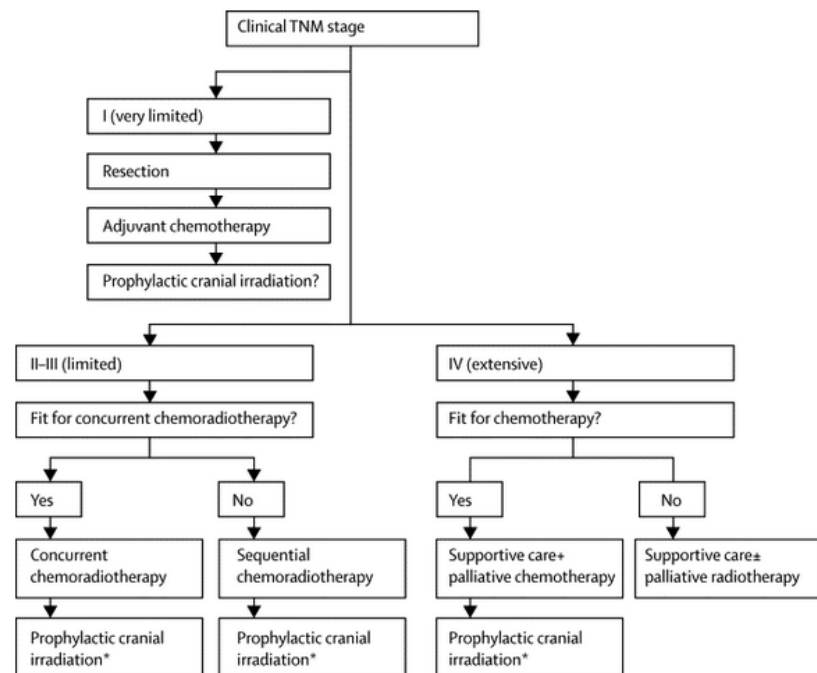 Clinical TNM stage
I (very limited)
Resection
Adjuvant chemotherapy
Prophylactic cranial irradiation?
II–III (limited)
IV (extensive)
Fit for concurrent chemoradiotherapy?
Fit for chemotherapy?
Yes
No
Yes
No
Concurrent
chemoradiotherapy
Sequential
chemoradiotherapy
Supportive care+
palliative chemotherapy
Supportive care±
palliative radiotherapy
Prophylactic cranial
irradiation*
Prophylactic cranial
irradiation*
Prophylactic cranial
irradiation*